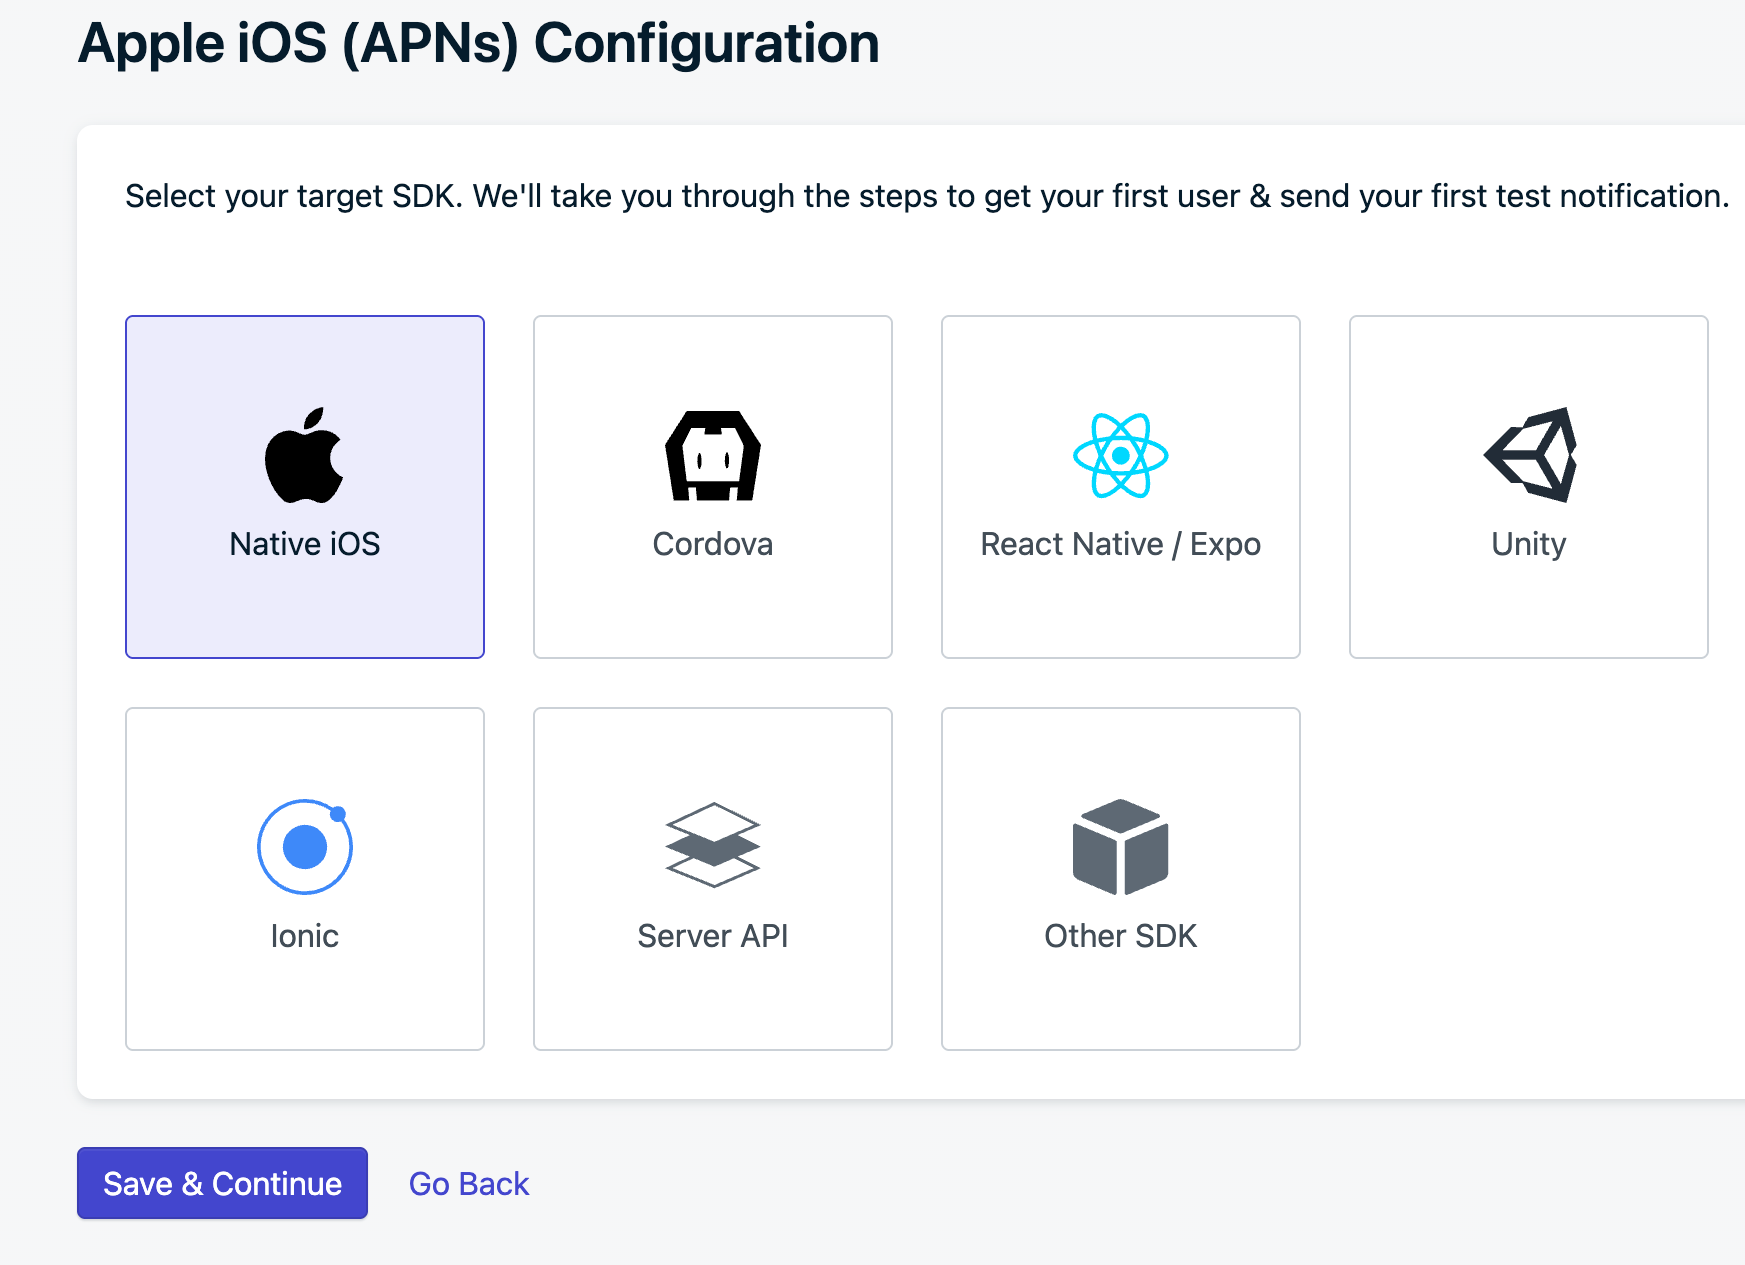 Apple iOS (APNs) Configuration
Select your target SDK. We'll take you through the steps to get your first user & send your first test notification.
Native iOS
Cordova
React Native / Expo
Unity
Ionic
Server API
Other SDK
Save & Continue
Go Back